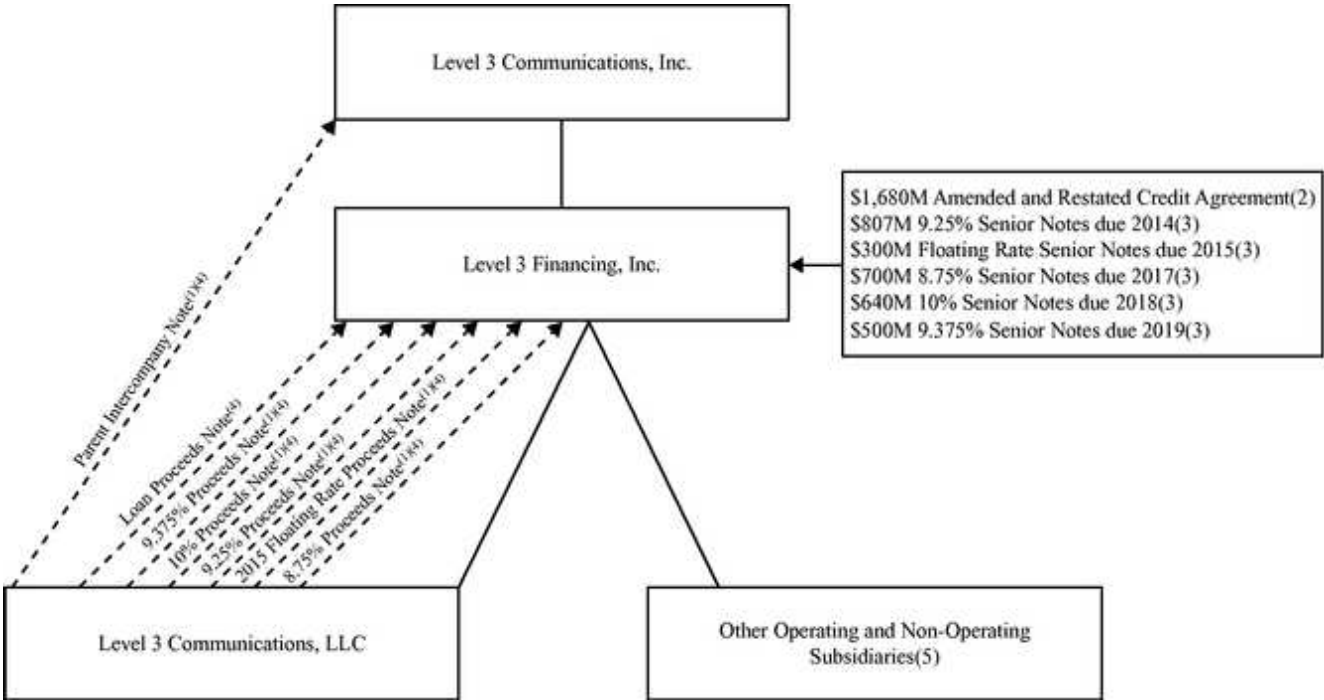 Level 3 Communications, Inc.
Level 3 Financing, Inc.
$1,680M Amended and Restated Credit Agreement(2)
$807M 9.25% Senior Notes due 2014(3)
$300M Floating Rate Senior Notes due 2015(3)
$700M 8.75% Senior Notes due 2017(3)
$640M 10% Senior Notes due 2018(3)
$500M 9.375% Senior Notes due 2019(3)
Parent Intercompany Note(1)(4)
Loan Proceeds Note(4)
9.375% Proceeds Note(1)(4)
10% Proceeds Note(1)(4)
9.25% Proceeds Note(1)(4)
2015 Floating Rate Proceeds Note(1)(4)
8.75% Proceeds Note(1)(4)
Level 3 Communications, LLC
Other Operating and Non-Operating
Subsidiaries(5)